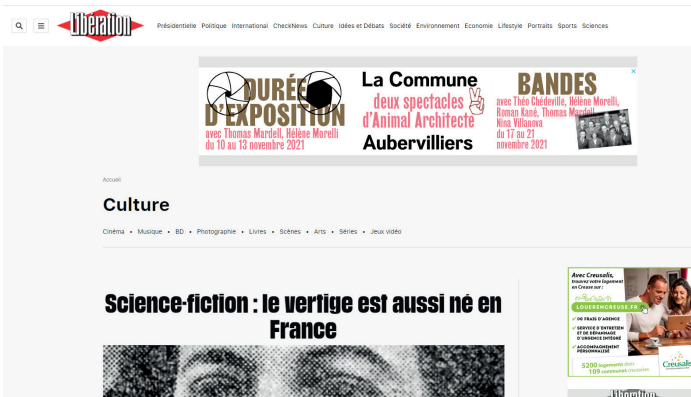 Libération
Présidentielle Politique International CheckNews Culture Idées et Débats Société Environnement Economie Lifestyle Portraits Sports Sciences
DURÉE
D'EXPOSITION
avec Thomas Mardell, Hélène Morelli
du 10 au 13 novembre 2021
La Commune
deux spectacles
d'Animal Architecte
Aubervilliers
BANDES
avec Théo Chédeville, Hélène Morelli,
Roman Kané, Thomas Mardell,
Nina Villanova
du 17 au 21
novembre 2021
Accueil
Culture
Cinéma • Musique • BD • Photographie • Livres • Scènes • Arts • Séries • Jeux vidéo
Science-fiction : le vertige est aussi né en
France
Avec Creusalis,
trouvez votre logement
en Creuse sur :
LOUERENCREUSE.FR
0€ FRAIS D'AGENCE
SERVICE D'ENTRETIEN
ET DE DÉPANNAGE
D'URGENCE INTÉGRÉ
ACCOMPAGNEMENT
PERSONNALISÉ
5200 logements dans
109 communes creusoises
Creusalis
Libération